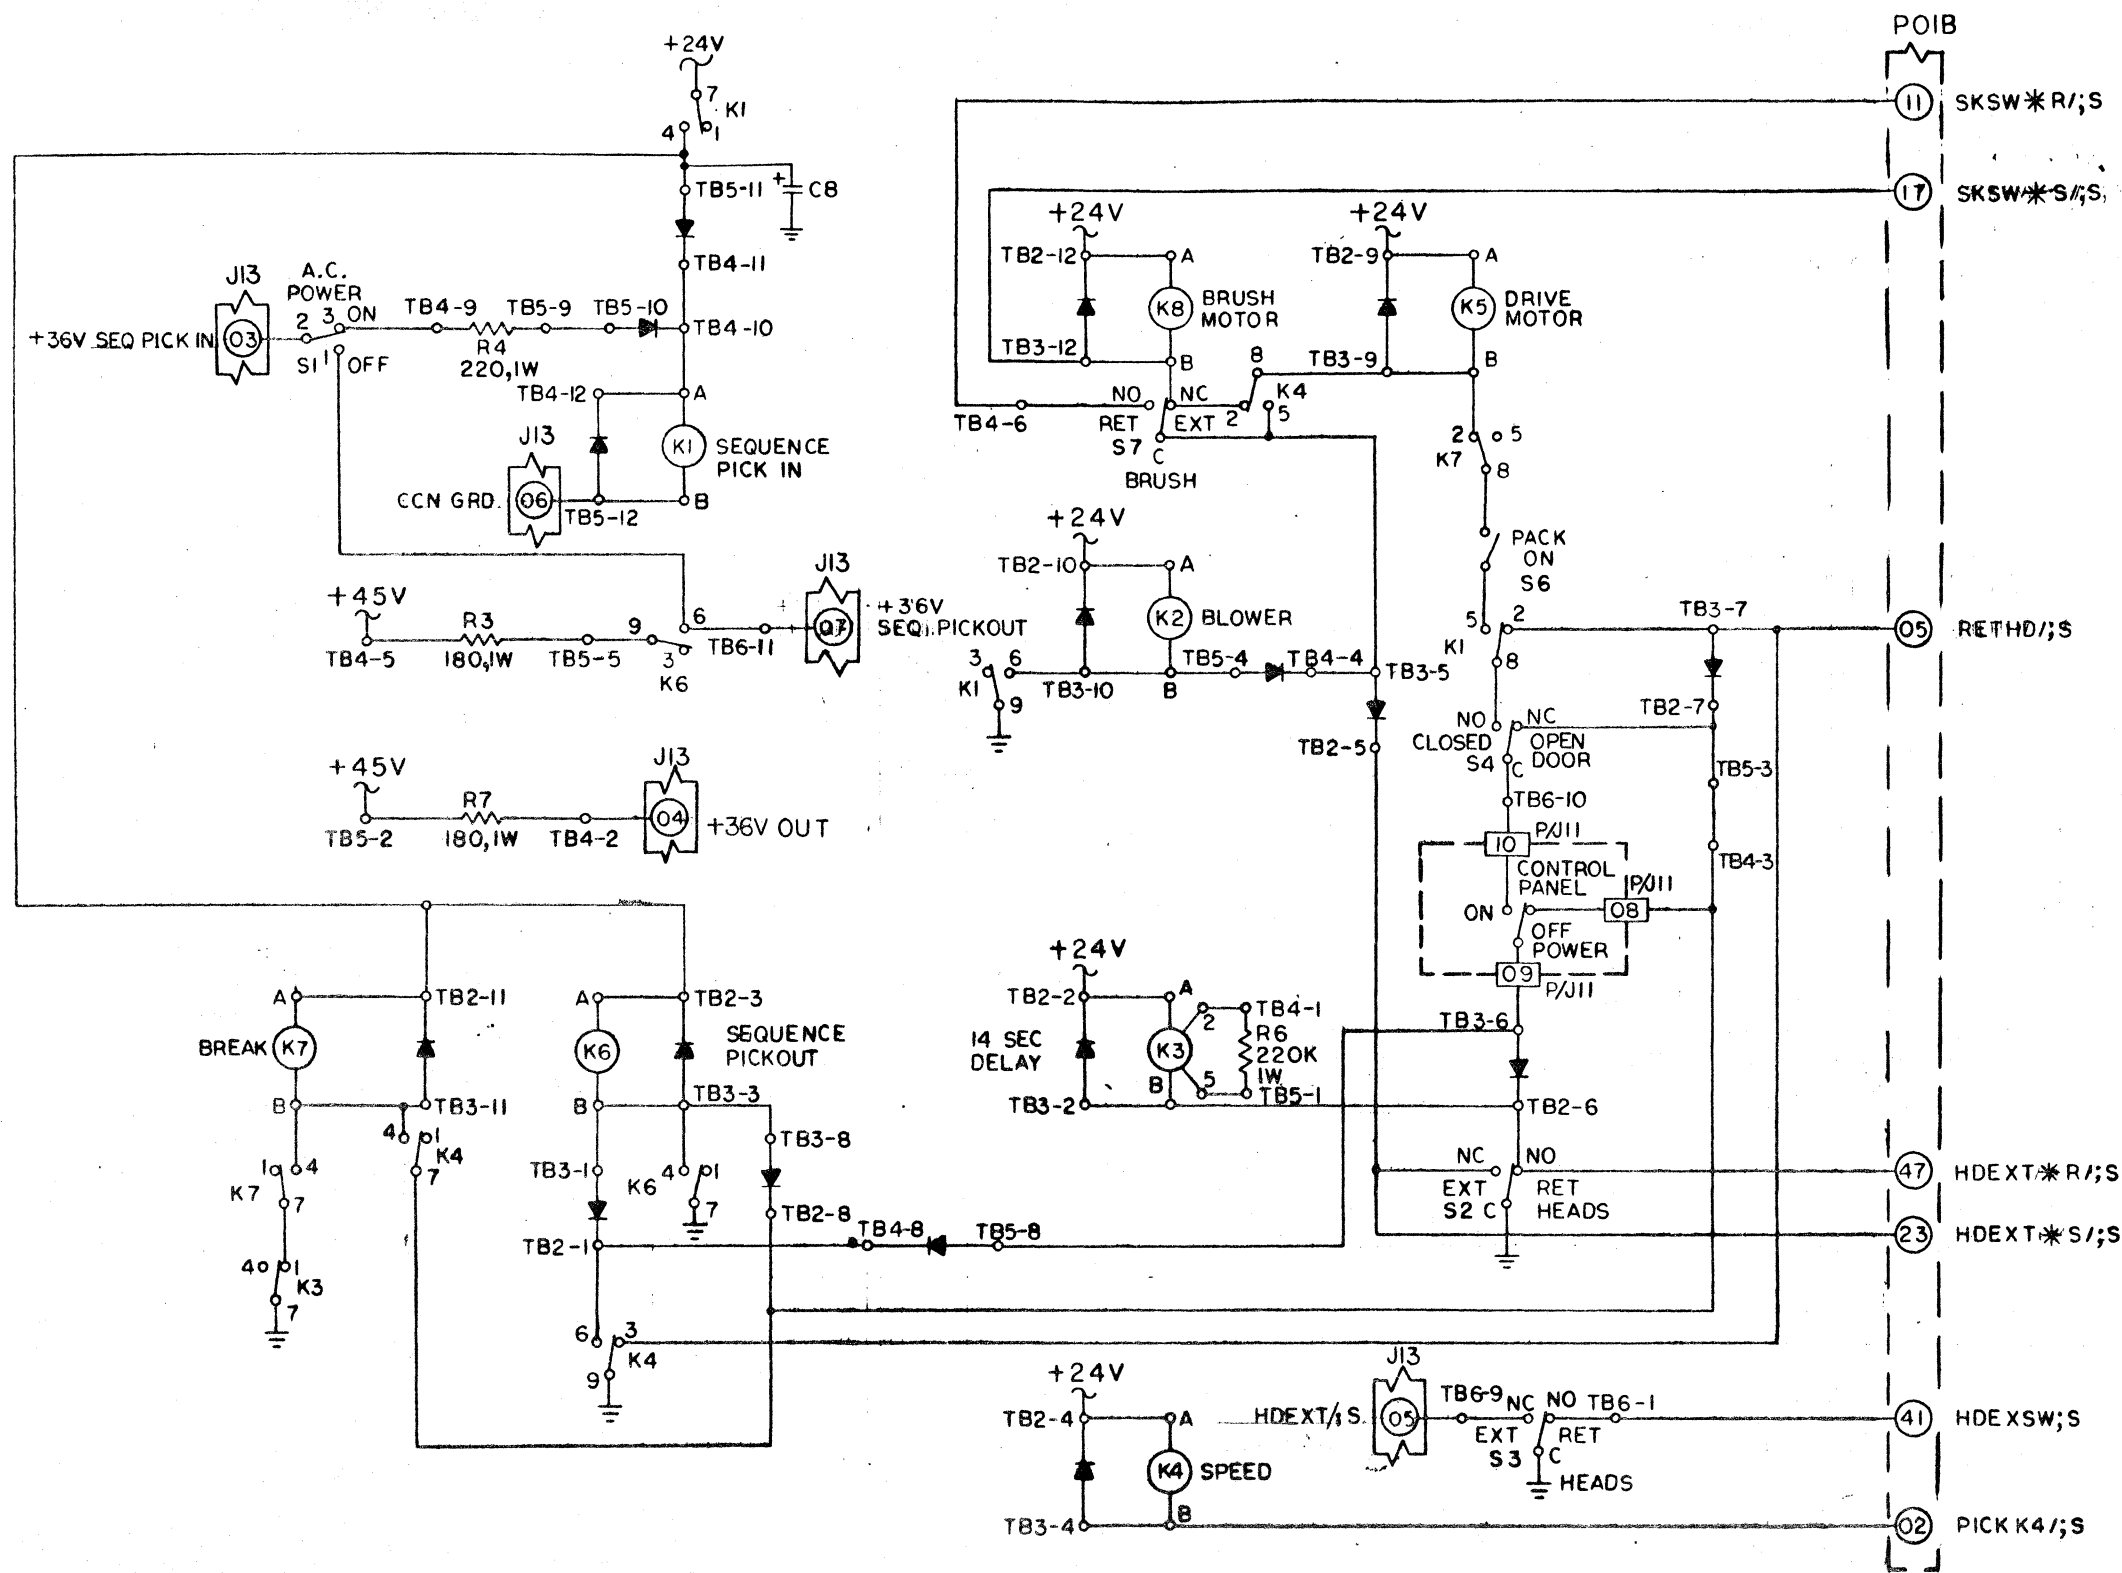 P01B
+24V
7
K1
4
1
11
SKSW*R/;S
TB5-11
+
C8
17
SKSW/*S/;S
+24V
+24V
TB4-11
TB2-12
A
TB2-9
A
J13
A.C.
POWER
ON
2
3
TB4-9
TB5-9
TB5-10
TB4-10
K8
BRUSH
MOTOR
K5
DRIVE
MOTOR
+36V SEQ PICK IN
03
S1
1
OFF
R4
220,1W
TB3-12
B
8
TB3-9
B
TB4-12
A
NO
NC
K4
TB4-6
RET
EXT
2
5
S7
C
BRUSH
J13
K1
SEQUENCE
PICK IN
2
5
K7
8
CCN GRD.
06
TB5-12
B
+24V
PACK
ON
S6
TB2-10
A
+45V
R3
9
6
TB6-11
J13
07
+36V
SEQ. PICKOUT
K2
BLOWER
5
2
TB3-7
05
RETHD/;S
TB4-5
180,1W
TB5-5
3
K6
K1
8
3
6
K1
9
TB3-10
B
TB5-4
TB4-4
TB3-5
TB2-7
NO
NC
CLOSED
OPEN
DOOR
S4
C
TB2-5
TB5-3
+45V
J13
TB5-2
R7
180,1W
TB4-2
04
+36V OUT
TB6-10
10
P/J11
TB4-3
CONTROL
PANEL
P/J11
ON
08
OFF
POWER
09
P/J11
+24V
A
TB2-11
A
TB2-3
TB2-2
A
2
TB4-1
TB3-6
BREAK
K7
K6
SEQUENCE
PICKOUT
14 SEC
DELAY
K3
R6
220K
1W
B
TB3-11
B
TB3-3
TB3-2
B
5
TB5-1
TB2-6
4
1
K4
7
TB3-8
1
4
K7
7
TB3-1
K6
4
1
7
NC
NO
EXT
RET
S2
C
HEADS
47
HDEXT/*R/;S
TB2-8
TB2-1
TB4-8
TB5-8
23
HDEXT*S/;S
4
1
K3
7
6
3
K4
9
+24V
J13
TB2-4
A
HDEXT/;S
05
TB6-9
NC
NO
TB6-1
41
HDEXSW;S
EXT
RET
S3
C
HEADS
K4
SPEED
TB3-4
B
02
PICK K4/;S